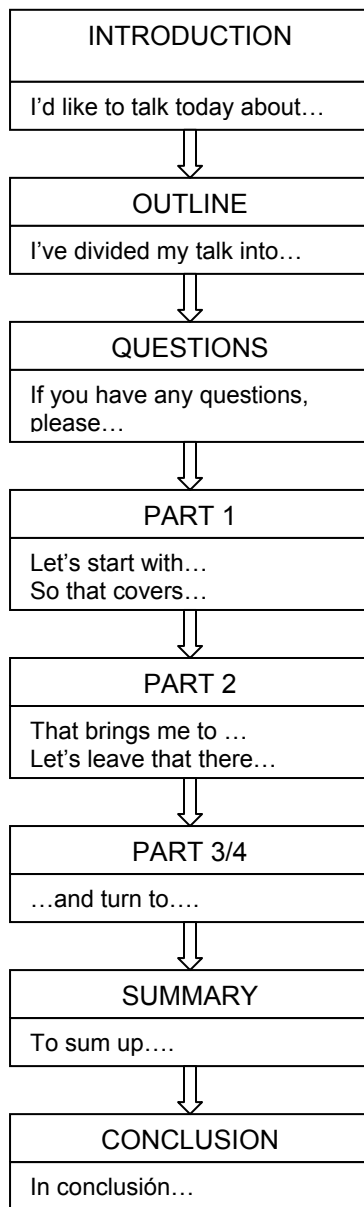 INTRODUCTION
I’d like to talk today about…
OUTLINE
I’ve divided my talk into…
QUESTIONS
If you have any questions,
please…
PART 1
Let’s start with…
So that covers…
PART 2
That brings me to …
Let’s leave that there…
PART 3/4
…and turn to….
SUMMARY
To sum up….
CONCLUSION
In conclusión…